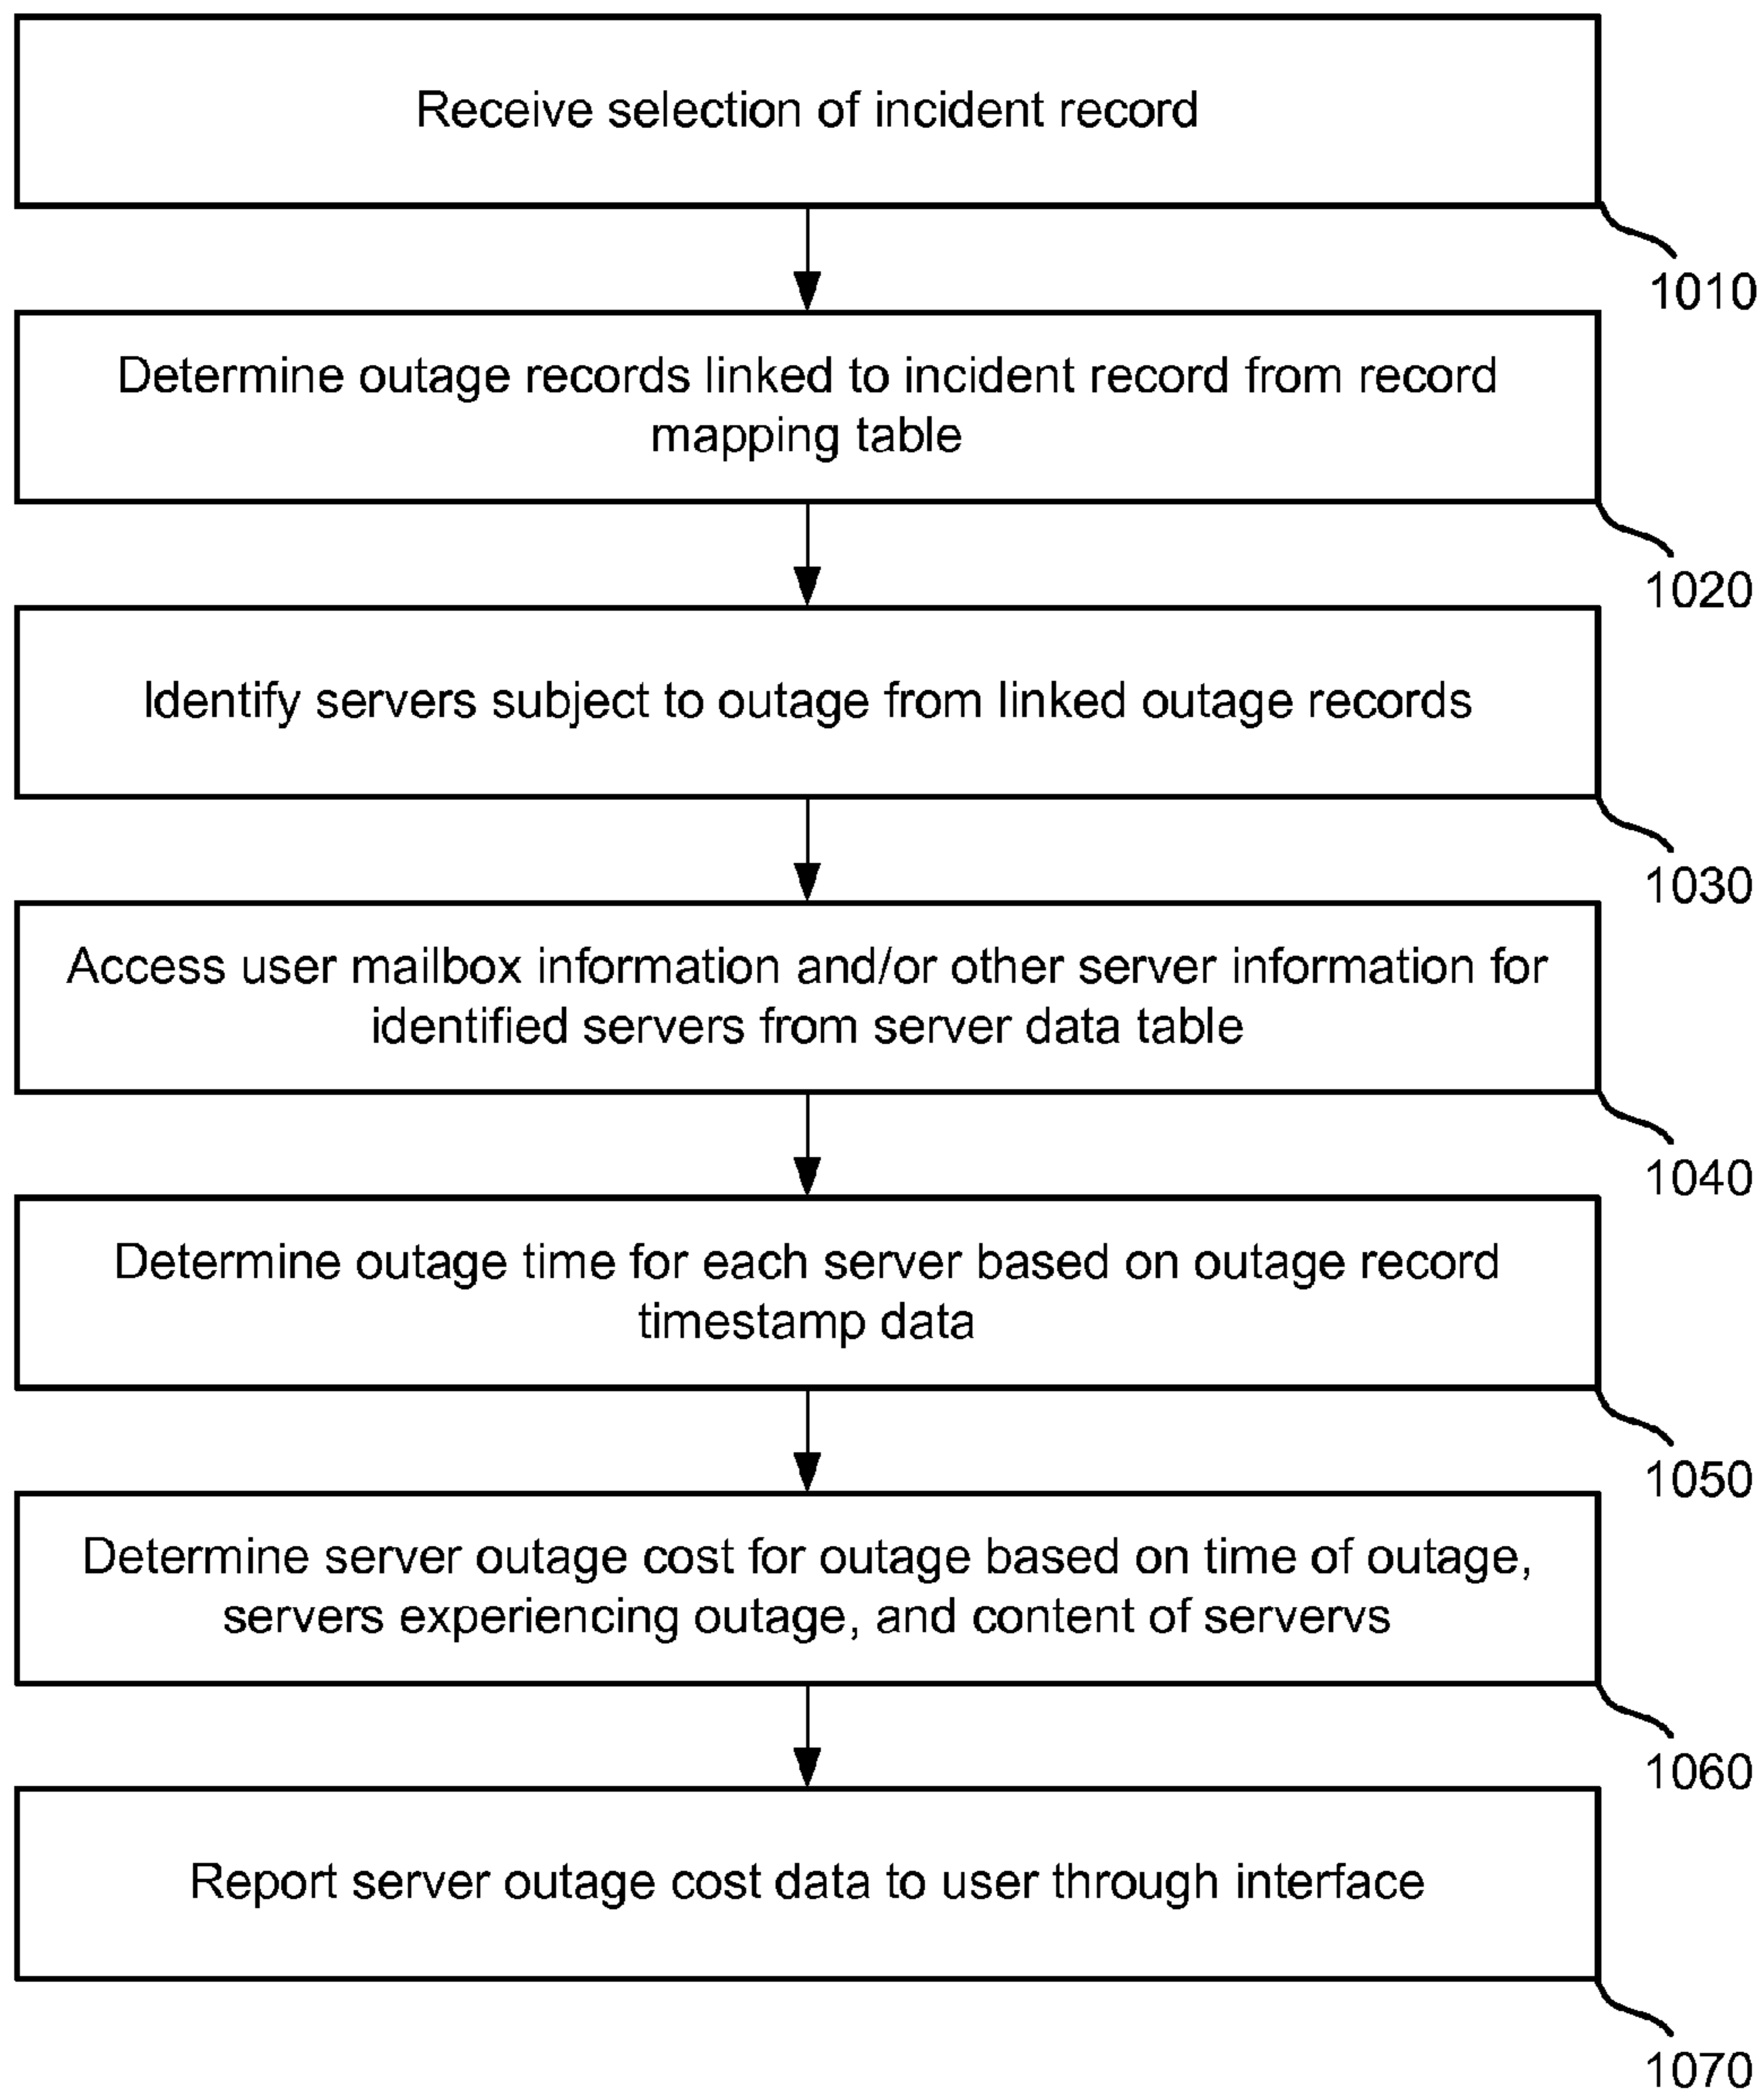 Receive selection of incident record
1010
Determine outage records linked to incident record from record
mapping table
1020
Identify servers subject to outage from linked outage records
1030
Access user mailbox information and/or other server information for
identified servers from server data table
1040
Determine outage time for each server based on outage record
timestamp data
1050
Determine server outage cost for outage based on time of outage,
servers experiencing outage, and content of servervs
1060
Report server outage cost data to user through interface
1070